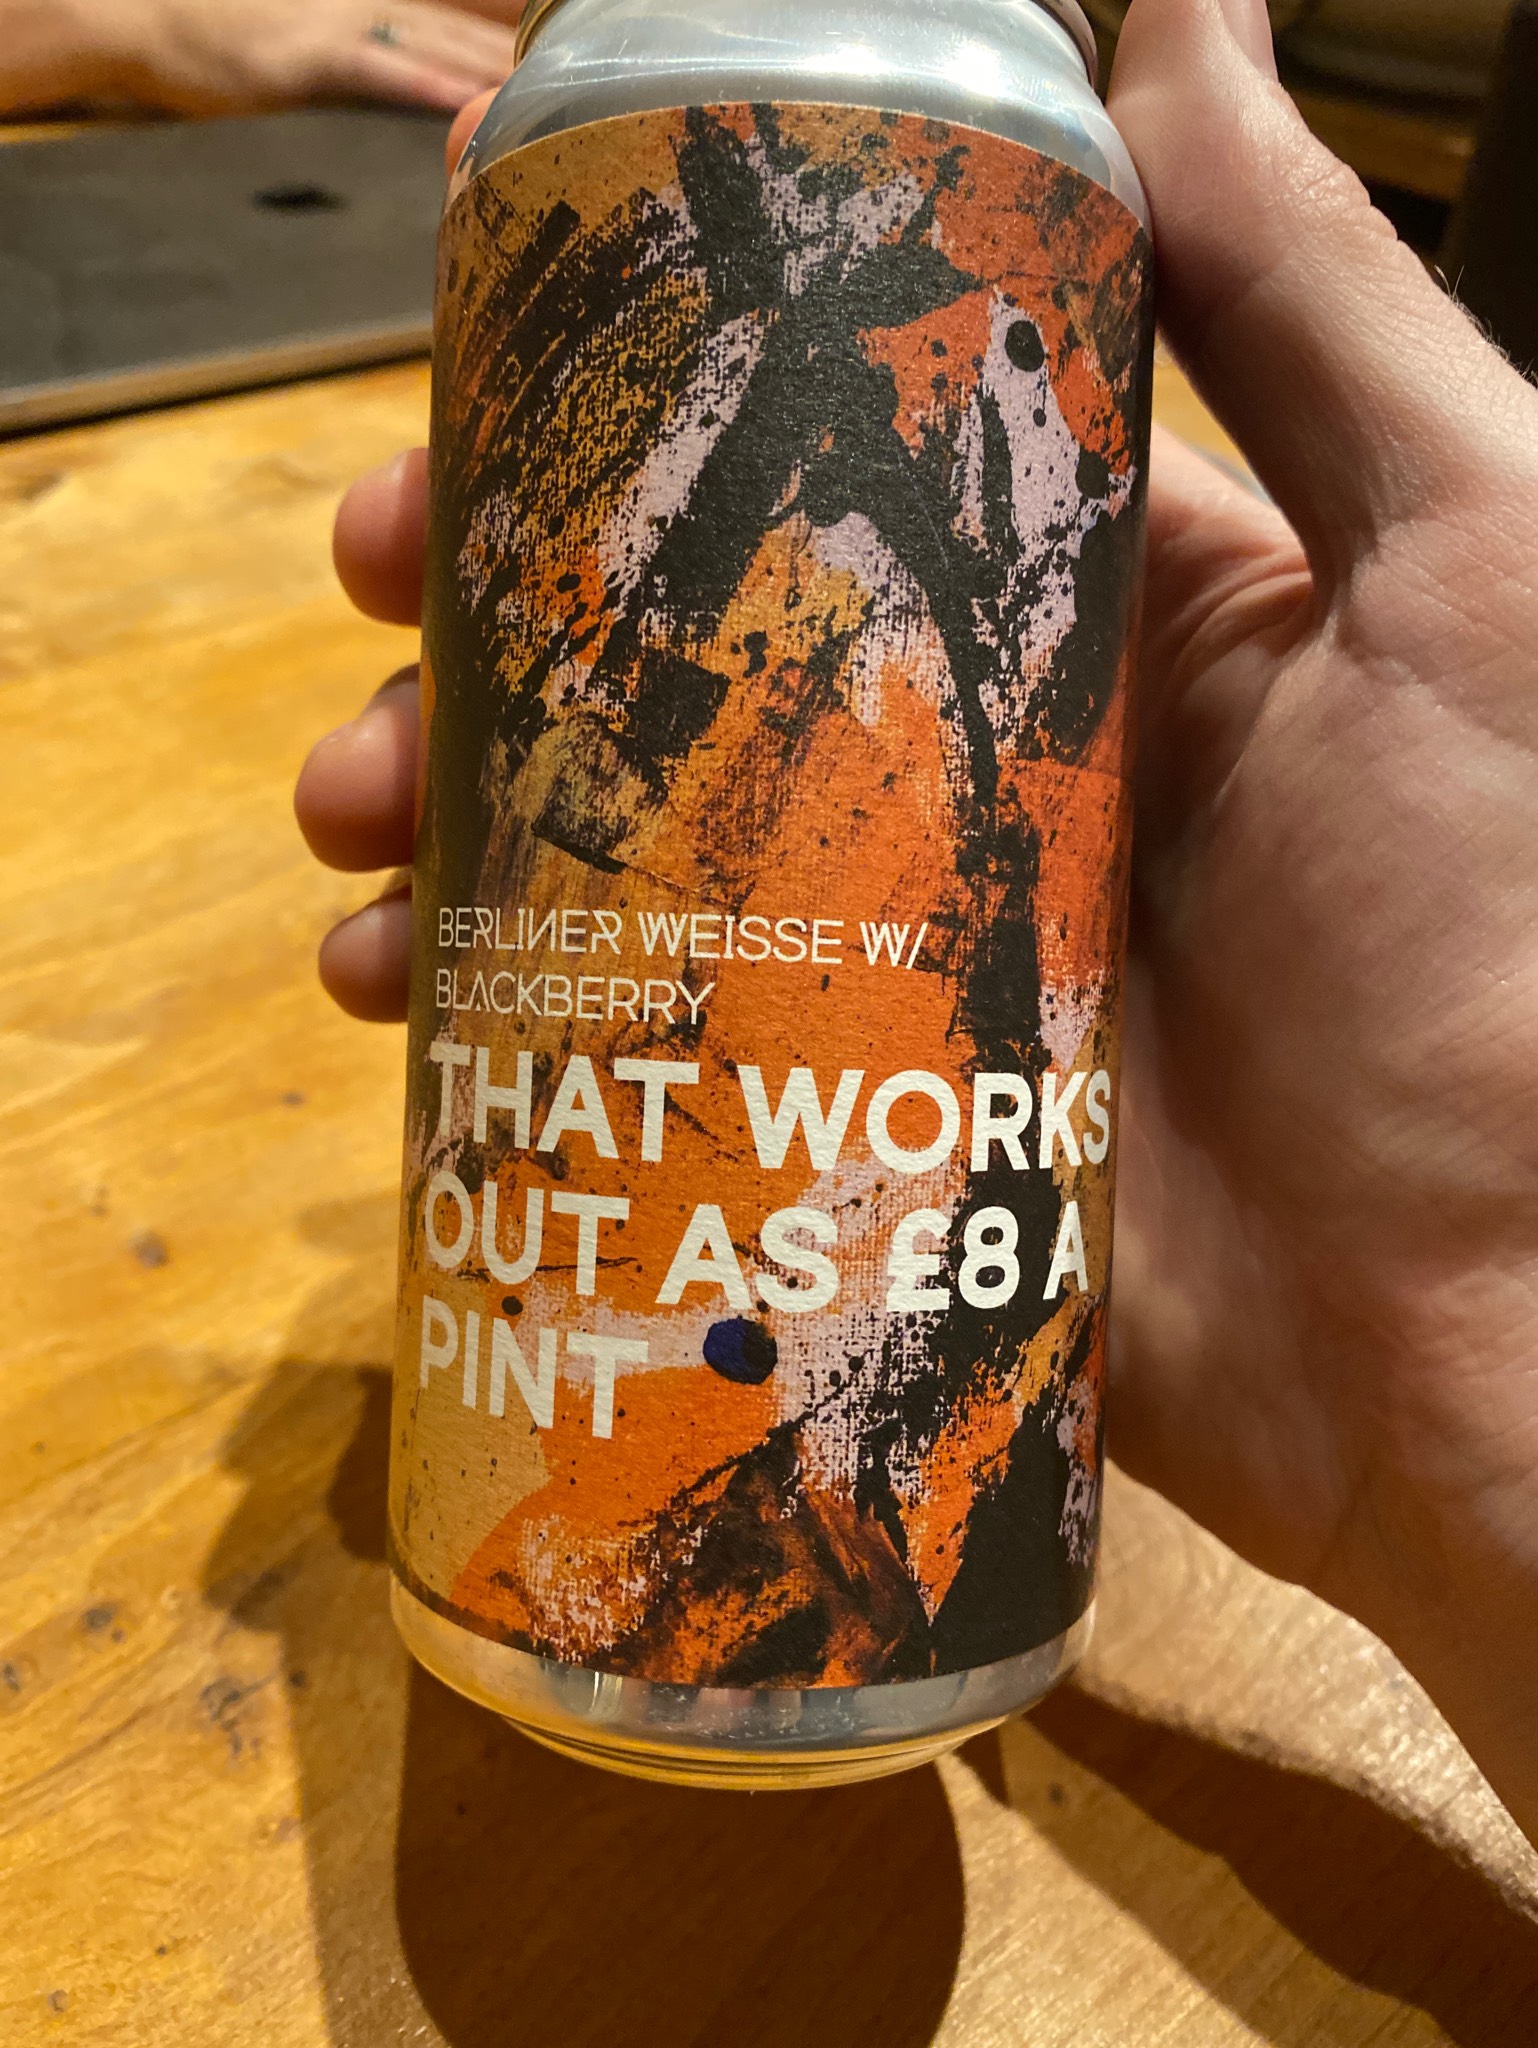 BERLINER WEISSE W/
BLACKBERRY
THAT WORKS
OUT AS £8 A
PINT